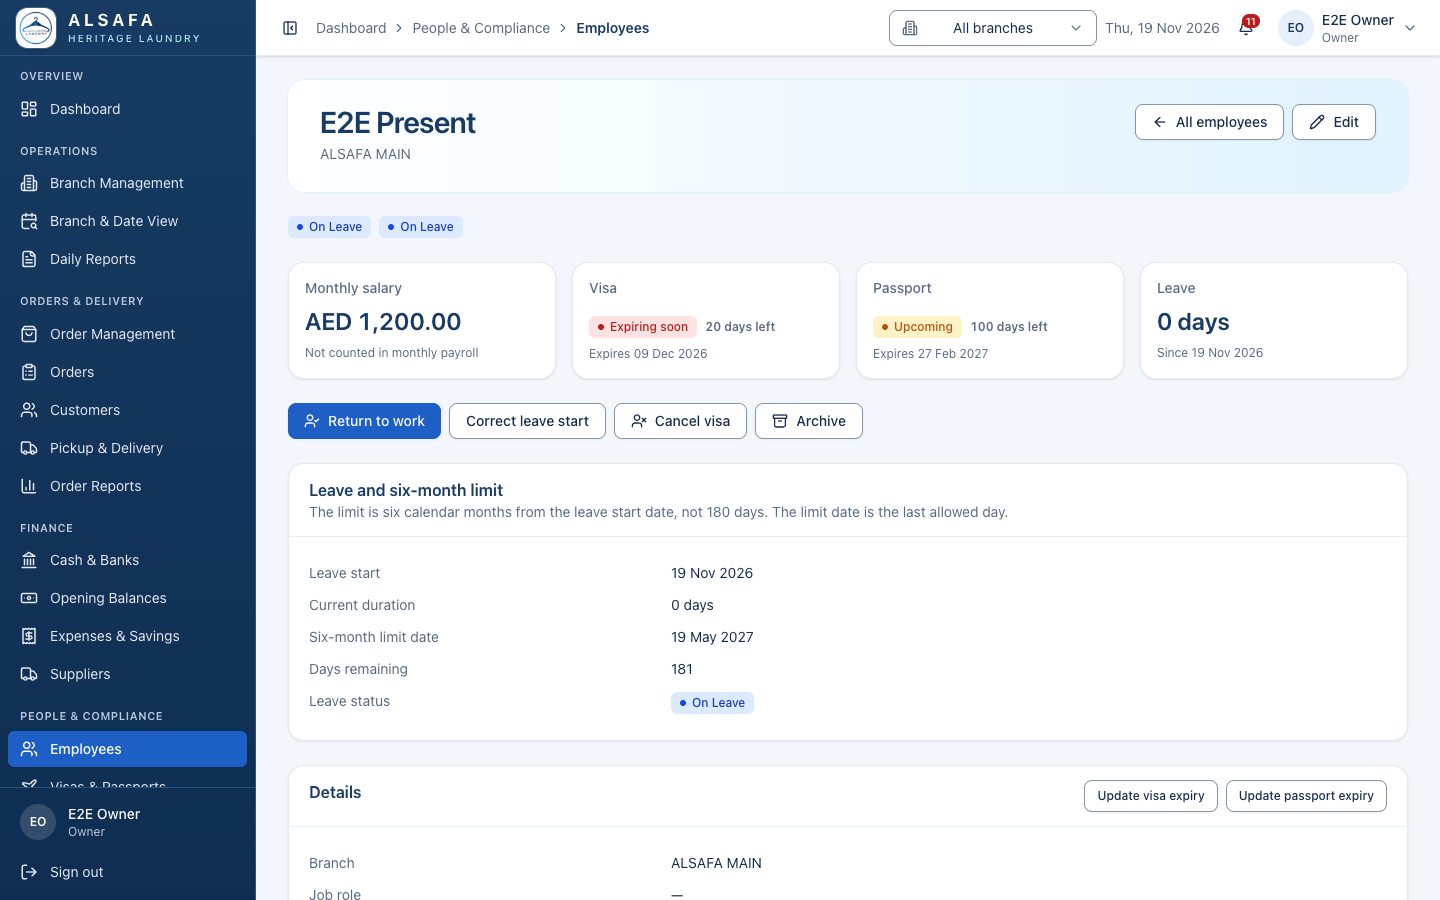 ALSAFA
HERITAGE LAUNDRY
OVERVIEW
Dashboard
OPERATIONS
Branch Management
Branch & Date View
Daily Reports
ORDERS & DELIVERY
Order Management
Orders
Customers
Pickup & Delivery
Order Reports
FINANCE
Cash & Banks
Opening Balances
Expenses & Savings
Suppliers
PEOPLE & COMPLIANCE
Employees
Visas & Passports
EO
E2E Owner
Owner
Sign out
Dashboard > People & Compliance > Employees
All branches
Thu, 19 Nov 2026
11
EO
E2E Owner
Owner
E2E Present
ALSAFA MAIN
All employees
Edit
On Leave
On Leave
Monthly salary
AED 1,200.00
Not counted in monthly payroll
Visa
Expiring soon 20 days left
Expires 09 Dec 2026
Passport
Upcoming 100 days left
Expires 27 Feb 2027
Leave
0 days
Since 19 Nov 2026
Return to work
Correct leave start
Cancel visa
Archive
Leave and six-month limit
The limit is six calendar months from the leave start date, not 180 days. The limit date is the last allowed day.
Leave start 19 Nov 2026
Current duration 0 days
Six-month limit date 19 May 2027
Days remaining 181
Leave status On Leave
Details
Update visa expiry
Update passport expiry
Branch ALSAFA MAIN
Job role —